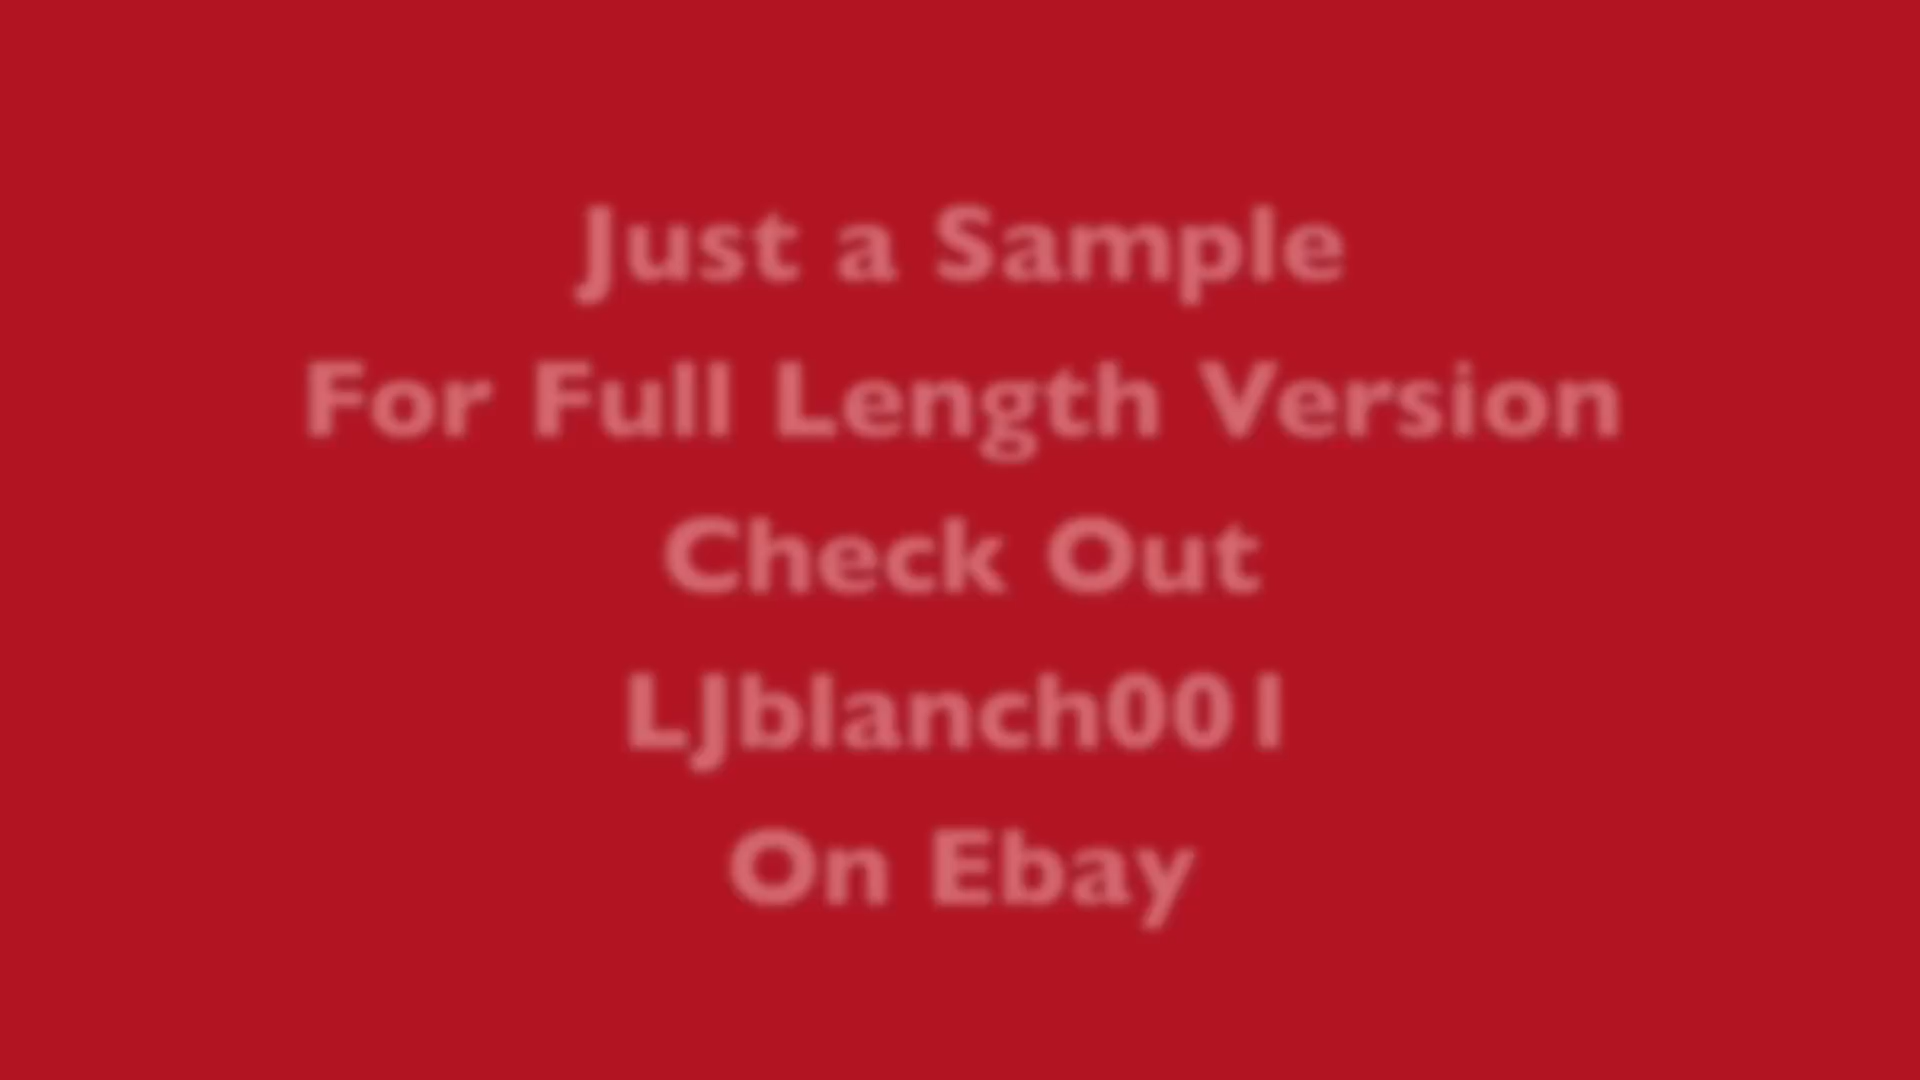 Just a Sample
For Full Length Version
Check Out
LJblanch001
On Ebay